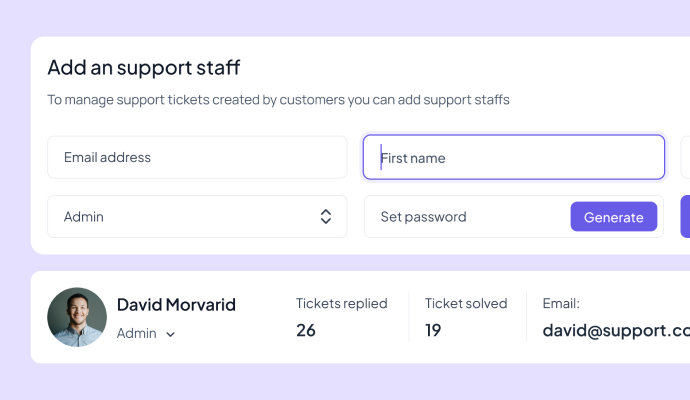 Add an support staff
To manage support tickets created by customers you can add support staffs
Email address
First name
Admin
Set password
Generate
David Morvarid
Admin
Tickets replied
26
Ticket solved
19
Email:
david@support.co